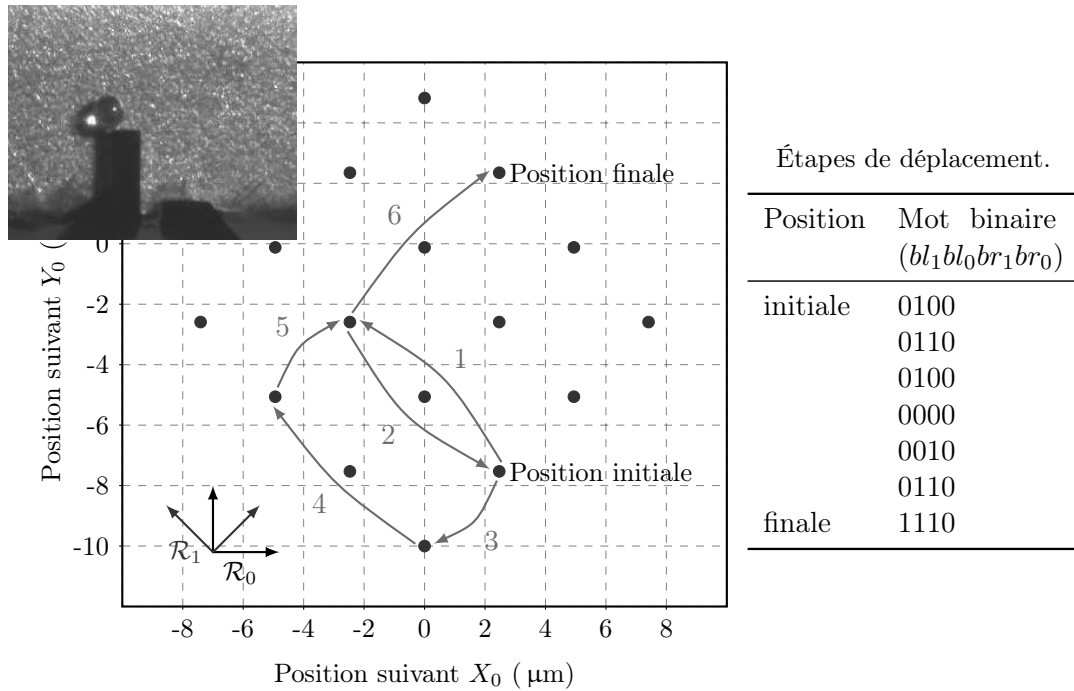 Position finale
6
Position suivant Y₀ (
0
-2
-4
-6
-8
-10
5
1
2
Position initiale
4
3
R₁
R₀
-8 -6 -4 -2 0 2 4 6 8
Position suivant X₀ ( µm)
Étapes de déplacement.
Position Mot binaire
(bl₁bl₀br₁br₀)
initiale 0100
0110
0100
0000
0010
0110
finale 1110